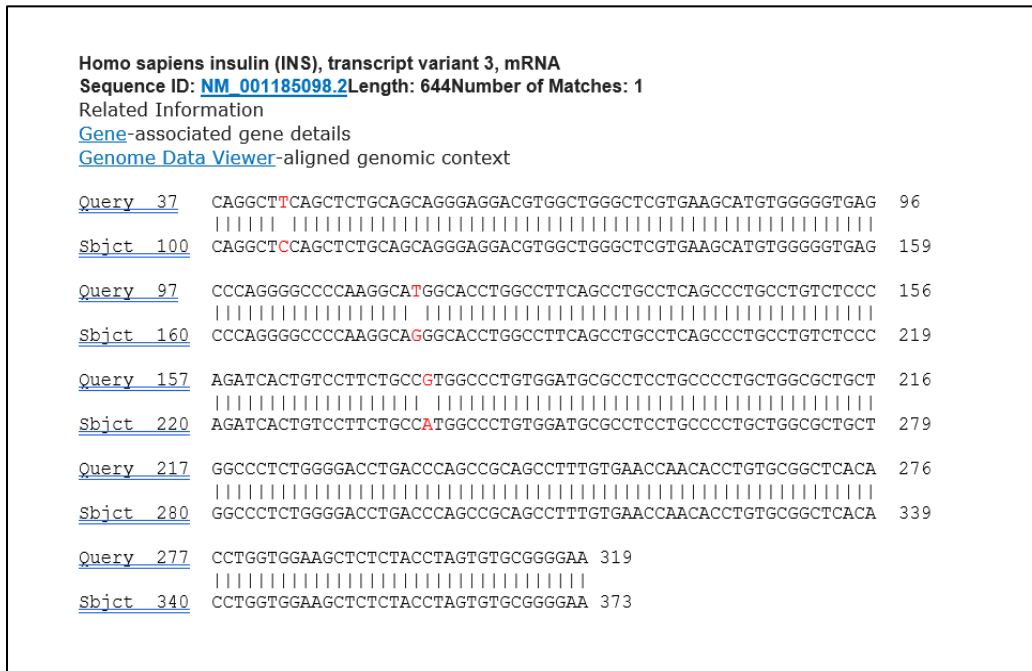 Homo sapiens insulin (INS), transcript variant 3, mRNA
Sequence ID: NM_001185098.2Length: 644Number of Matches: 1
Related Information
Gene-associated gene details
Genome Data Viewer-aligned genomic context
Query 37 CAGGCTTCAGCTCTGCAGCAGGGAGGACGTGGCTGGGCTCGTGAAGCATGTGGGGGTGAG 96
|||||| |||||||||||||||||||||||||||||||||||||||||||||||||||||
Sbjct 100 CAGGCTCCAGCTCTGCAGCAGGGAGGACGTGGCTGGGCTCGTGAAGCATGTGGGGGTGAG 159
Query 97 CCCAGGGGCCCCAAGGCATGGCACCTGGCCTTCAGCCTGCCTCAGCCCTGCCTGTCTCCC 156
|||||||||||||||||| |||||||||||||||||||||||||||||||||||||||||
Sbjct 160 CCCAGGGGCCCCAAGGCAGGGCACCTGGCCTTCAGCCTGCCTCAGCCCTGCCTGTCTCCC 219
Query 157 AGATCACTGTCCTTCTGCCGTGGCCCTGTGGATGCGCCTCCTGCCCCTGCTGGCGCTGCT 216
||||||||||||||||||| ||||||||||||||||||||||||||||||||||||||||
Sbjct 220 AGATCACTGTCCTTCTGCCATGGCCCTGTGGATGCGCCTCCTGCCCCTGCTGGCGCTGCT 279
Query 217 GGCCCTCTGGGGACCTGACCCAGCCGCAGCCTTTGTGAACCAACACCTGTGCGGCTCACA 276
||||||||||||||||||||||||||||||||||||||||||||||||||||||||||||
Sbjct 280 GGCCCTCTGGGGACCTGACCCAGCCGCAGCCTTTGTGAACCAACACCTGTGCGGCTCACA 339
Query 277 CCTGGTGGAAGCTCTCTACCTAGTGTGCGGGGAA 319
||||||||||||||||||||||||||||||||||
Sbjct 340 CCTGGTGGAAGCTCTCTACCTAGTGTGCGGGGAA 373